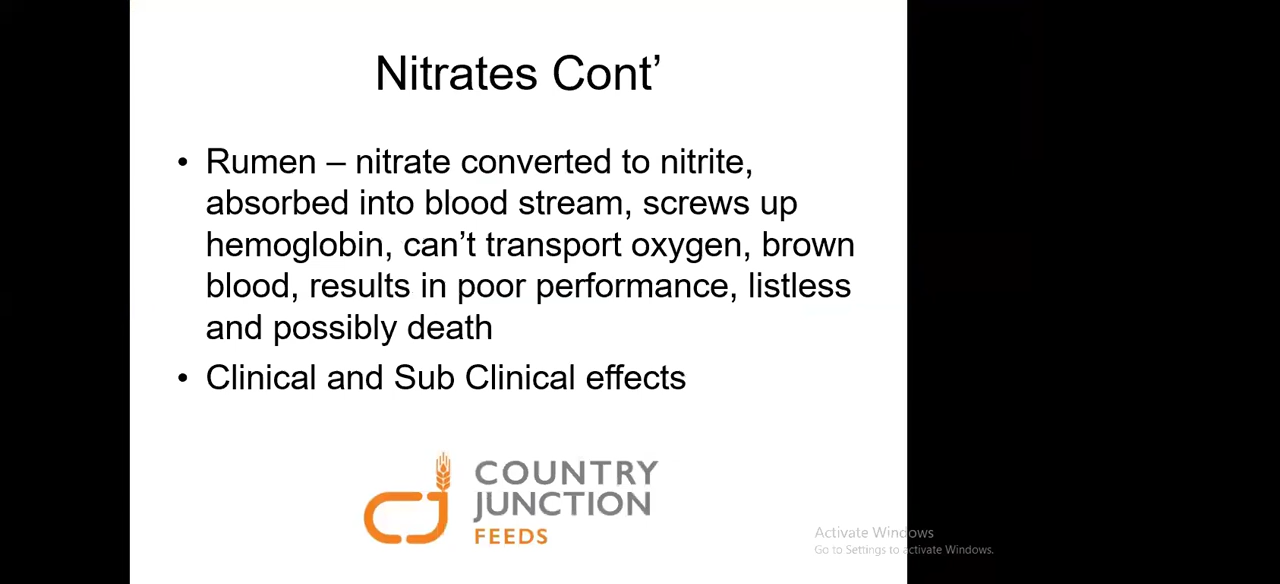 Nitrates Cont’
• Rumen – nitrate converted to nitrite,
absorbed into blood stream, screws up
hemoglobin, can’t transport oxygen, brown
blood, results in poor performance, listless
and possibly death
• Clinical and Sub Clinical effects
COUNTRY
JUNCTION
FEEDS
Activate Windows
Go to Settings to activate Windows.